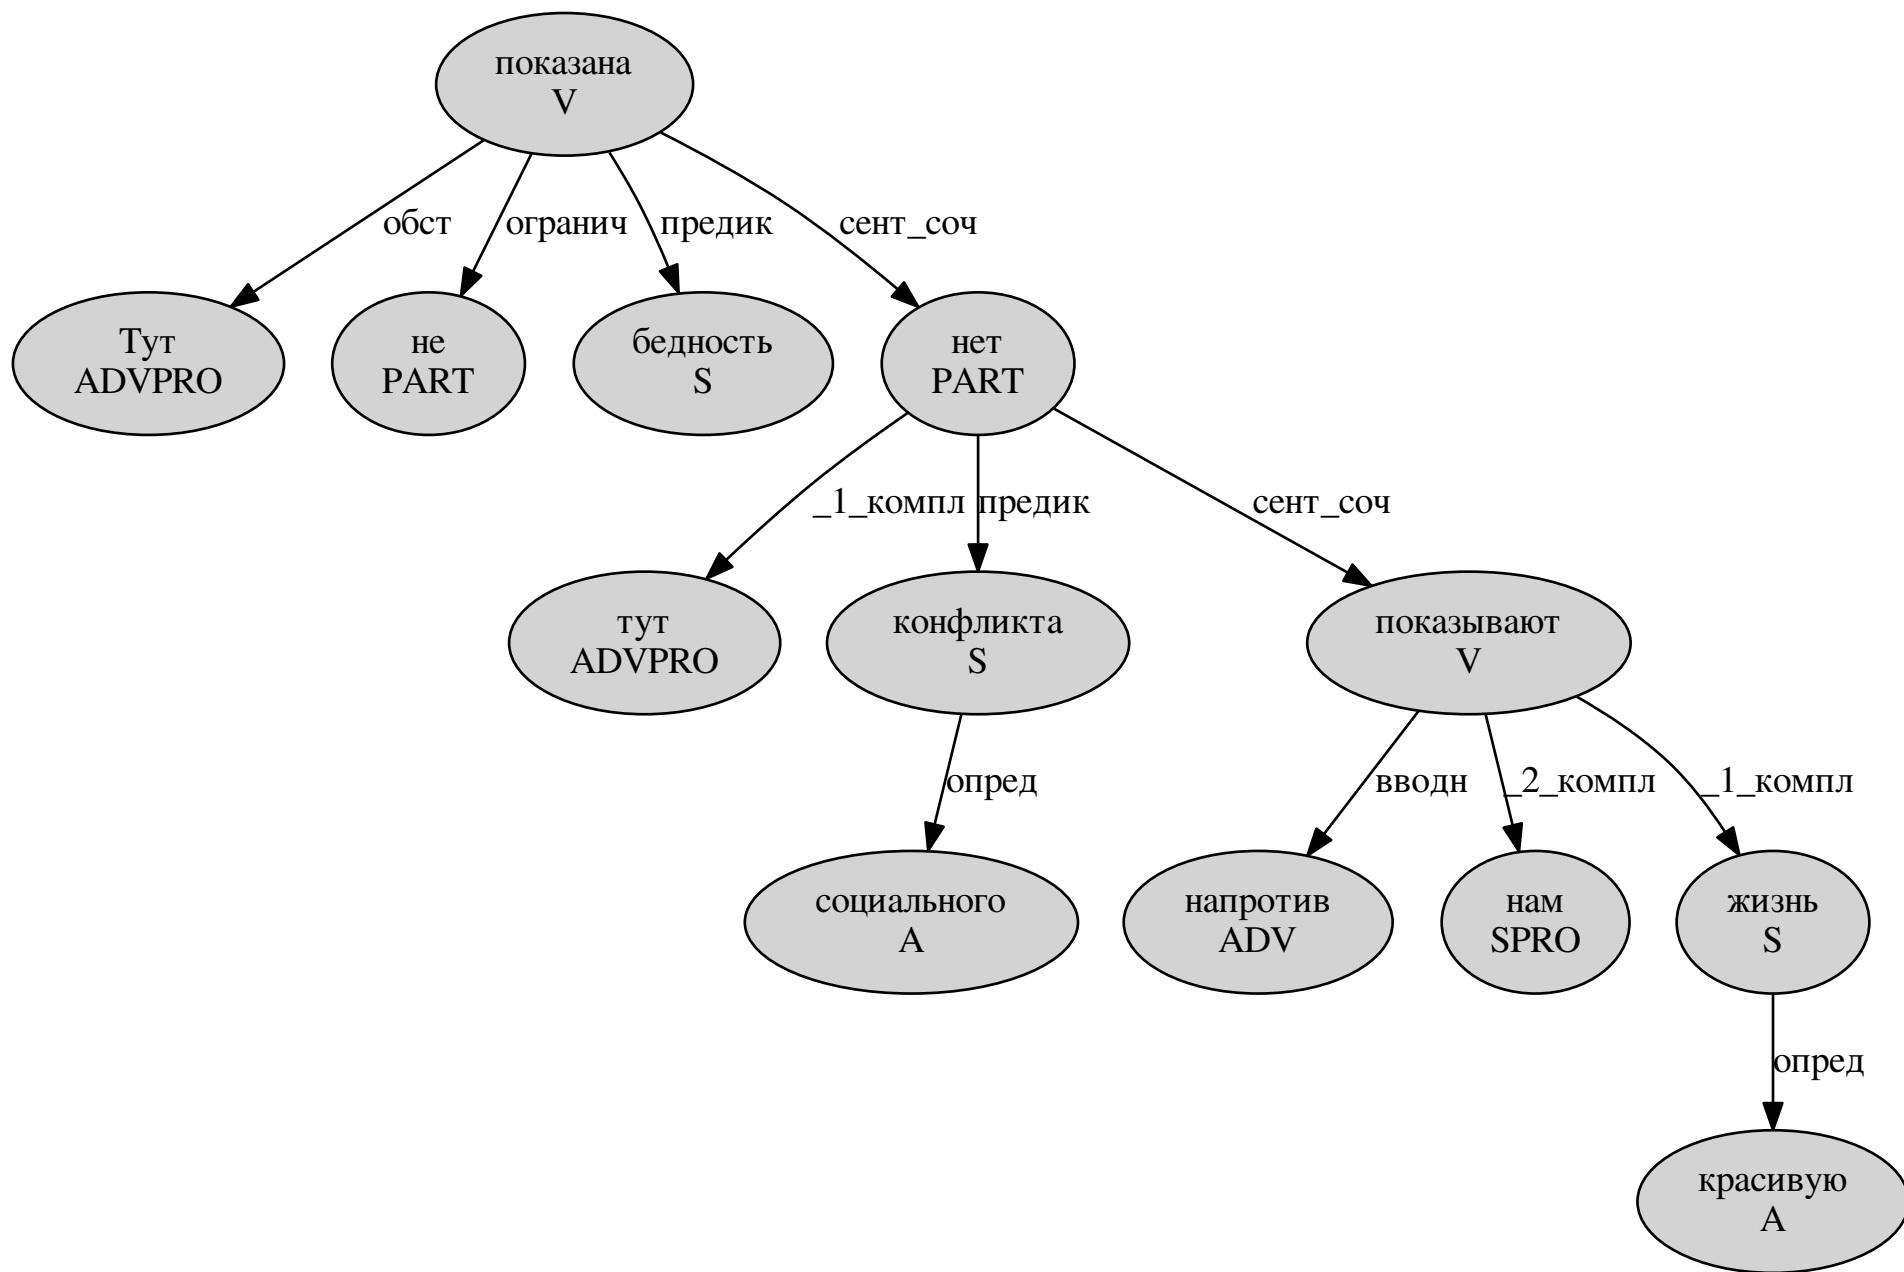 показана
V
обст
огранич
предик
сент_соч
Тут
ADVPRO
не
PART
бедность
S
нет
PART
_1_компл
предик
сент_соч
тут
ADVPRO
конфликта
S
показывают
V
опред
вводн
_2_компл
_1_компл
социального
A
напротив
ADV
нам
SPRO
жизнь
S
опред
красивую
A